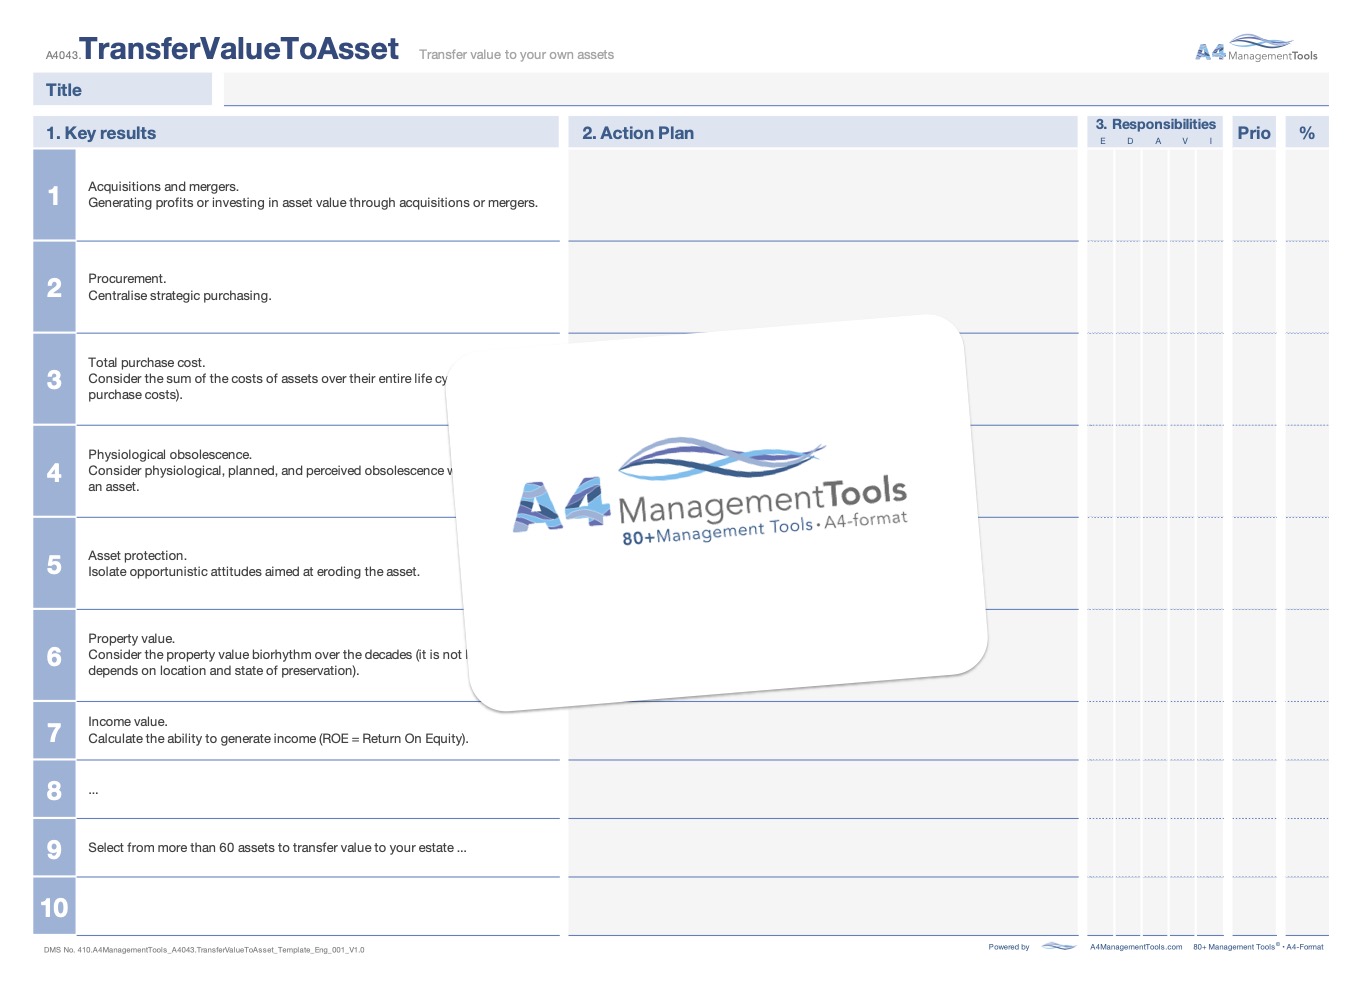 A4043.TransferValueToAsset Transfer value to your own assets
A4 ManagementTools
Title
1. Key results
2. Action Plan
3. Responsibilities
E D A V I
Prio
%
1
Acquisitions and mergers.
Generating profits or investing in asset value through acquisitions or mergers.
2
Procurement.
Centralise strategic purchasing.
3
Total purchase cost.
Consider the sum of the costs of assets over their entire life
purchase costs).
4
Physiological obsolescence.
Consider physiological, planned, and perceived obsolescence
an asset.
5
Asset protection.
Isolate opportunistic attitudes aimed at eroding the asset.
6
Property value.
Consider the property value biorhythm over the decades (it is not
depends on location and state of preservation).
7
Income value.
Calculate the ability to generate income (ROE = Return On Equity).
8
...
9
Select from more than 60 assets to transfer value to your estate ...
10
A4 ManagementTools
80+Management Tools • A4-format
DMS No. 410.A4ManagementTools_A4043.TransferValueToAsset_Template_Eng_001_V1.0
Powered by A4ManagementTools.com 80+ Management Tools® • A4-Format